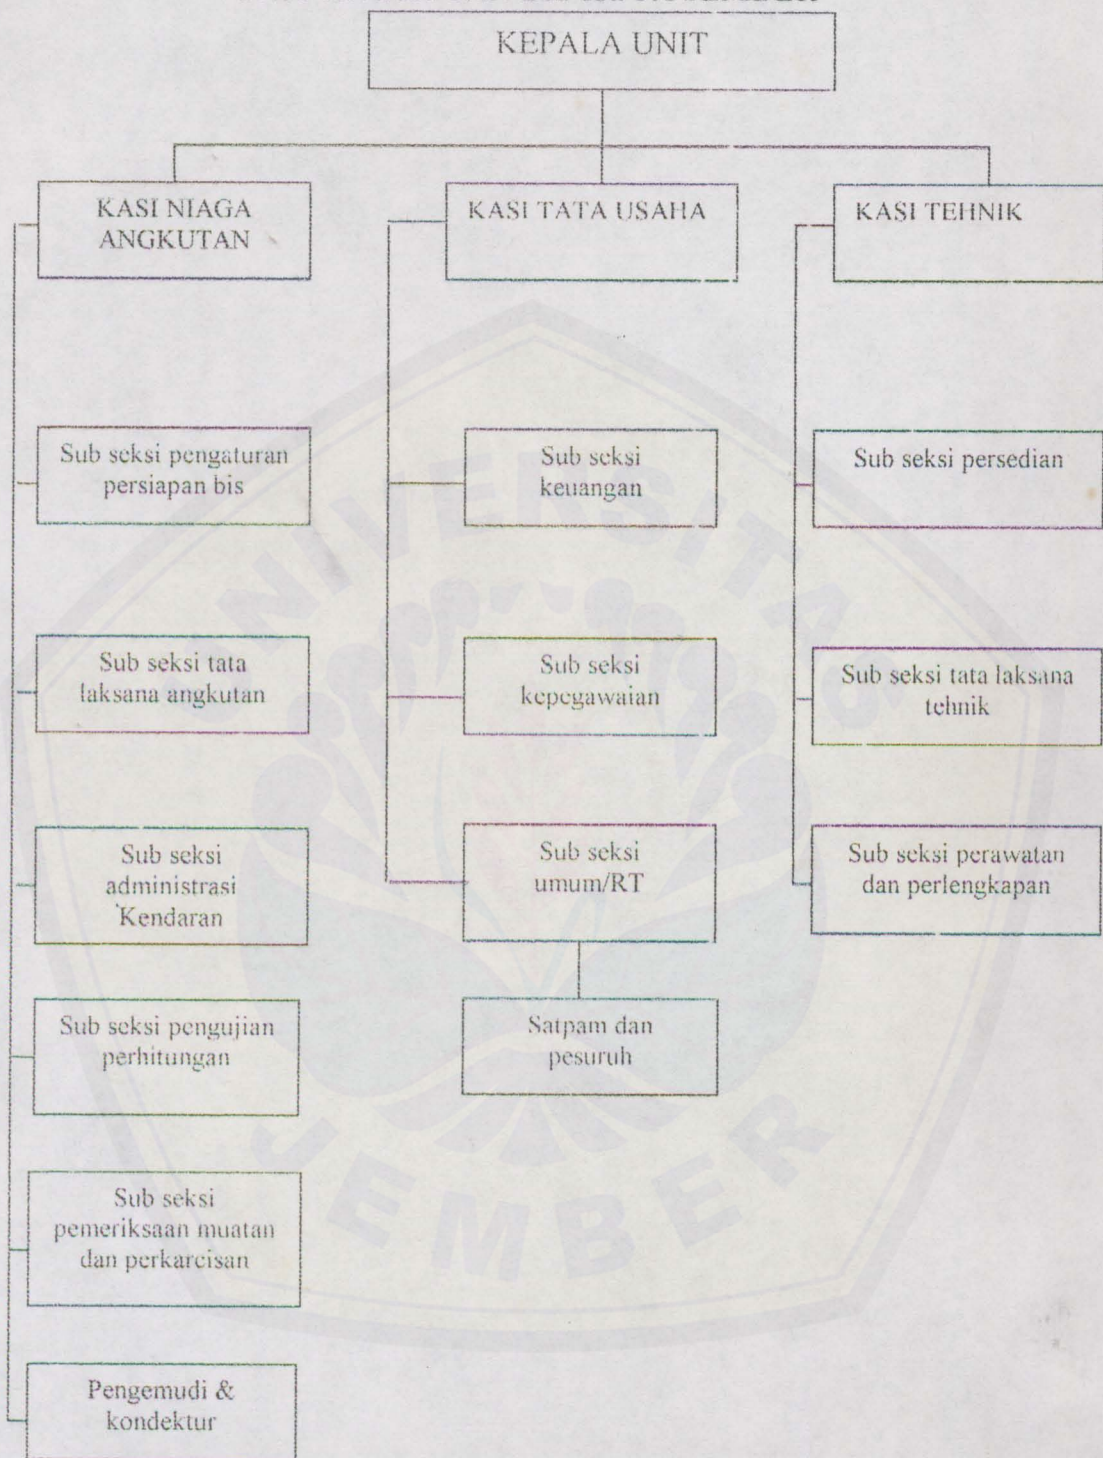 KEPALA UNIT
KASI NIAGA
ANGKUTAN
KASI TATA USAHA
KASI TEHNIK
Sub seksi pengaturan
persiapan bis
Sub seksi
keuangan
Sub seksi persedian
Sub seksi tata
laksana angkutan
Sub seksi
kepegawaian
Sub seksi tata laksana
tehnik
Sub seksi
administrasi
Kendaran
Sub seksi
umum/RT
Sub seksi perawatan
dan perlengkapan
Sub seksi pengujian
perhitungan
Satpam dan
pesuruh
Sub seksi
pemeriksaan muatan
dan perkarcisan
Pengemudi &
kondektur
UNIVERSITAS
JEMBER